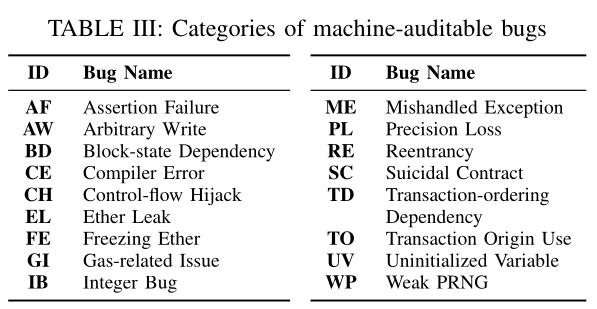 TABLE III: Categories of machine-auditable bugs
ID Bug Name
AF Assertion Failure
AW Arbitrary Write
BD Block-state Dependency
CE Compiler Error
CH Control-flow Hijack
EL Ether Leak
FE Freezing Ether
GI Gas-related Issue
IB Integer Bug
ID Bug Name
ME Mishandled Exception
PL Precision Loss
RE Reentrancy
SC Suicidal Contract
TD Transaction-ordering
Dependency
TO Transaction Origin Use
UV Uninitialized Variable
WP Weak PRNG